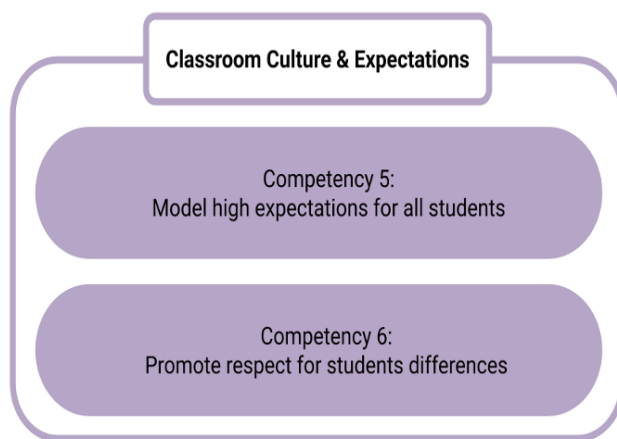 Classroom Culture & Expectations
Competency 5:
Model high expectations for all students
Competency 6:
Promote respect for students differences